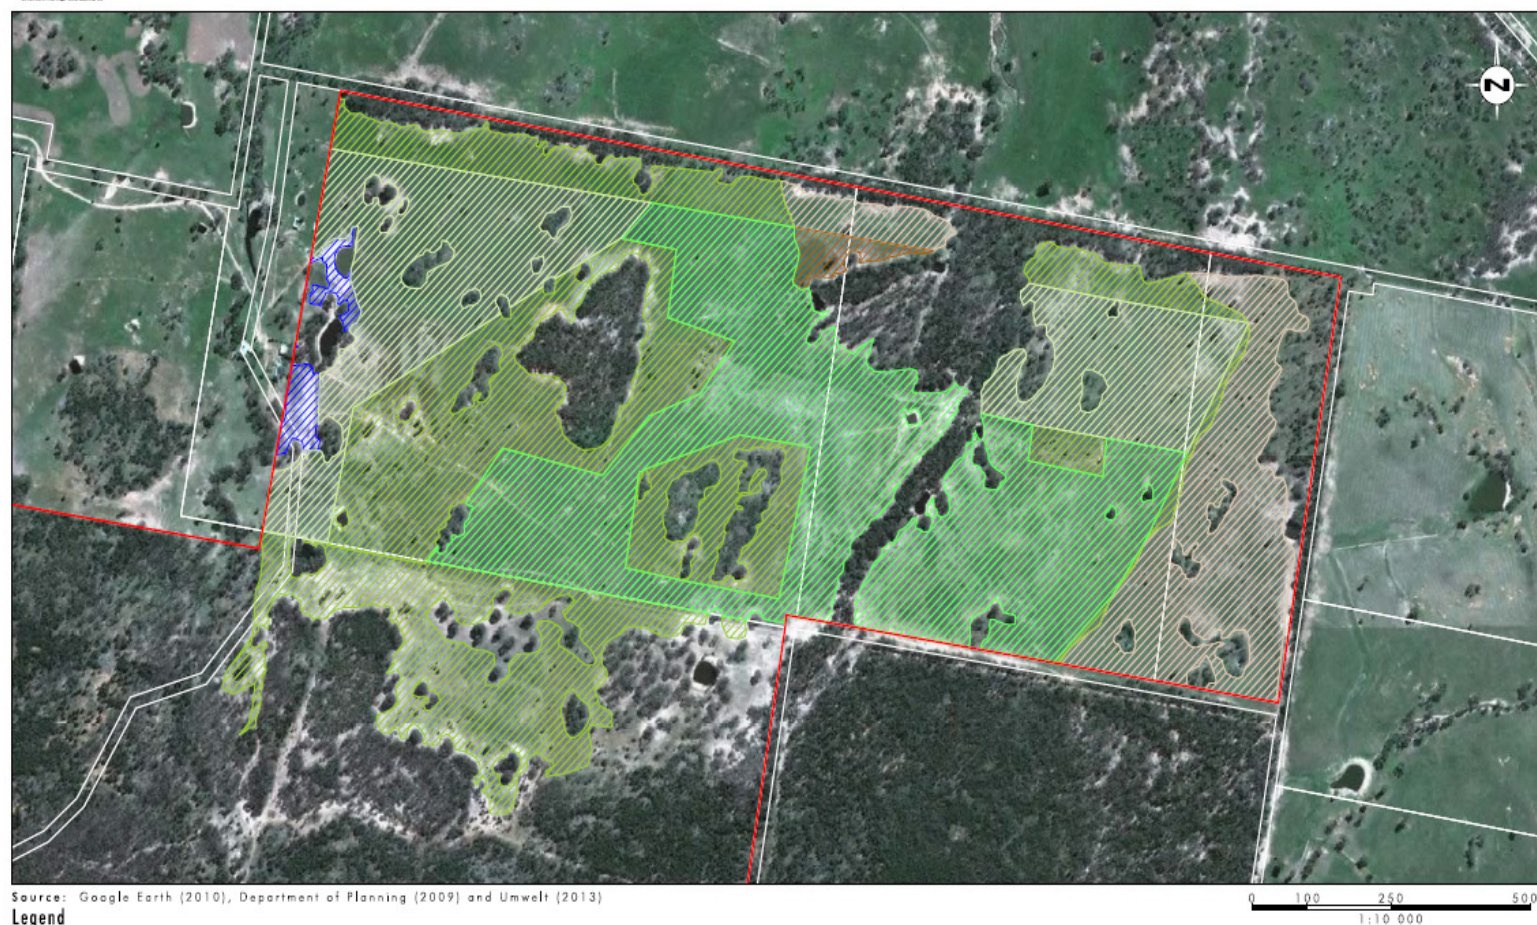 N
Source: Google Earth (2010), Department of Planning (2009) and Umwelt (2013)
0 100 250 500
1:10 000
Legend